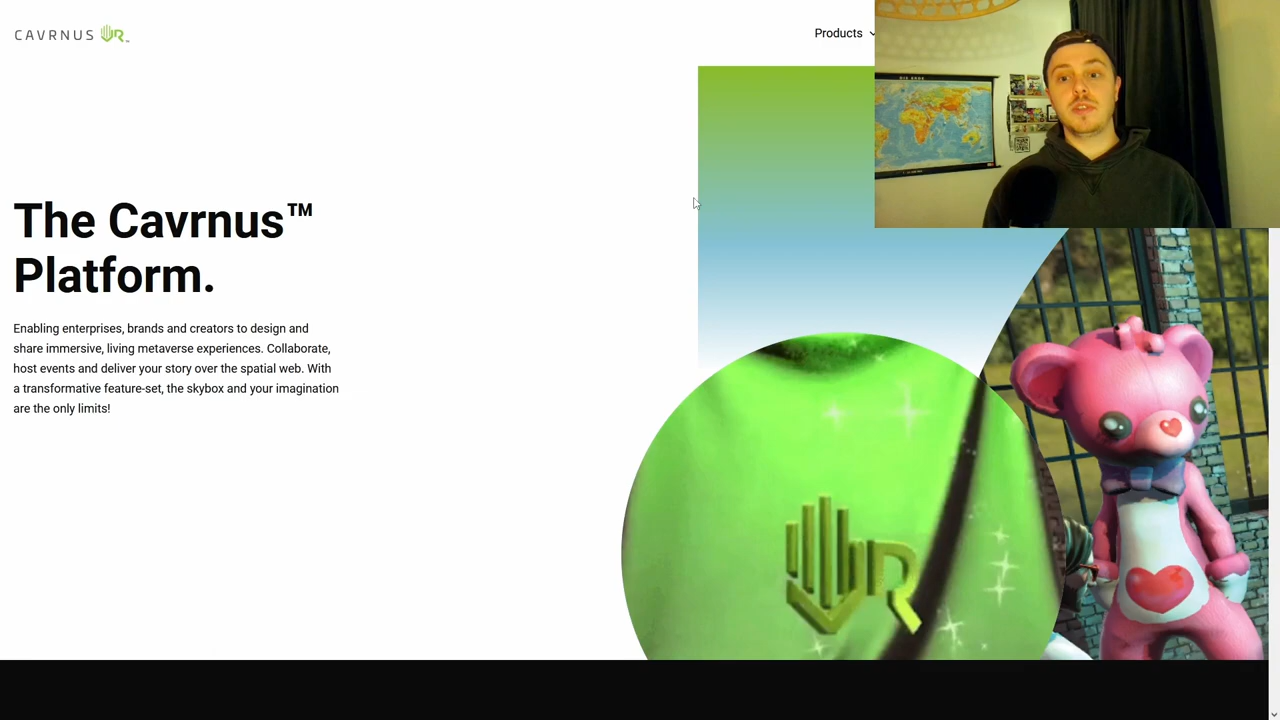 CAVRNUS VR
Products
The Cavrnus™
Platform.
Enabling enterprises, brands and creators to design and
share immersive, living metaverse experiences. Collaborate,
host events and deliver your story over the spatial web. With
a transformative feature-set, the skybox and your imagination
are the only limits!
VR